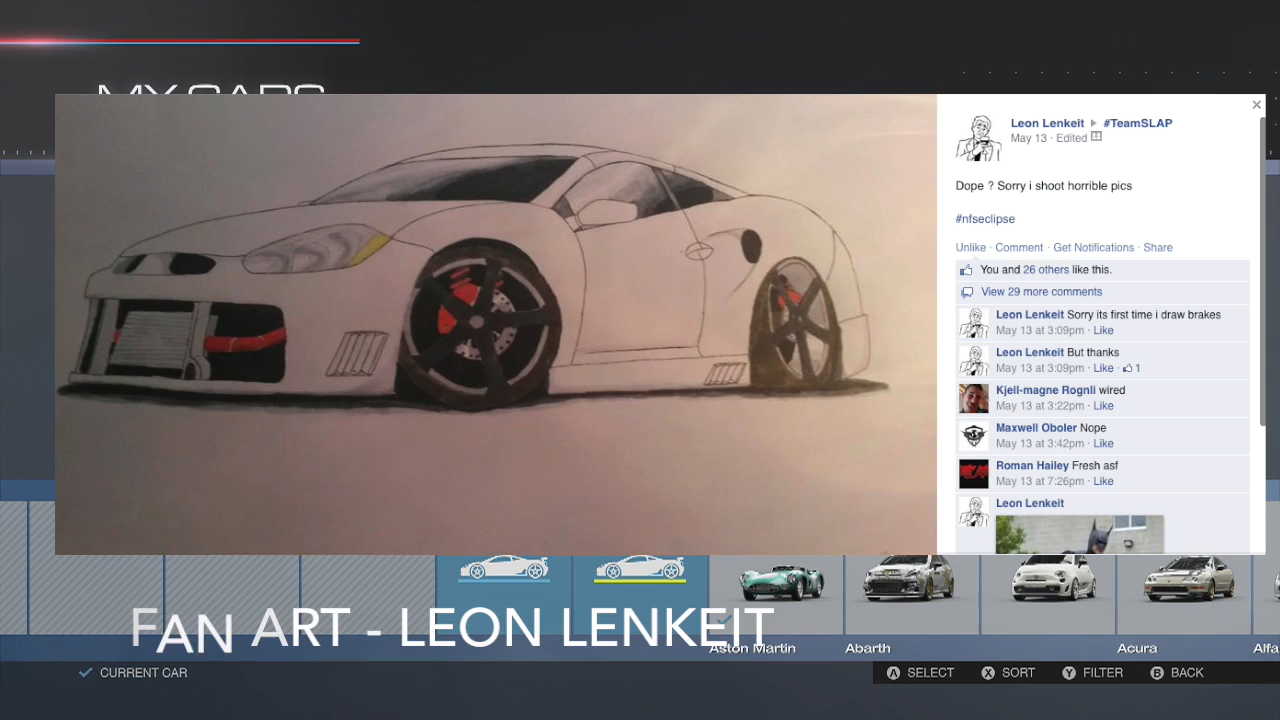 MY CARS
Leon Lenkeit ▶ #TeamSLAP
May 13 · Edited
Dope ? Sorry i shoot horrible pics
#nfseclipse
Unlike · Comment · Get Notifications · Share
You and 26 others like this.
View 29 more comments
Leon Lenkeit Sorry its first time i draw brakes
May 13 at 3:09pm · Like
Leon Lenkeit But thanks
May 13 at 3:09pm · Like · 1
Kjell-magne Rognli wired
May 13 at 3:22pm · Like
Maxwell Oboler Nope
May 13 at 3:42pm · Like
Roman Hailey Fresh asf
May 13 at 7:26pm · Like
Leon Lenkeit
FAN ART - LEON LENKEIT
Aston Martin
Abarth
Acura
Alfa
CURRENT CAR
A SELECT
X SORT
Y FILTER
B BACK